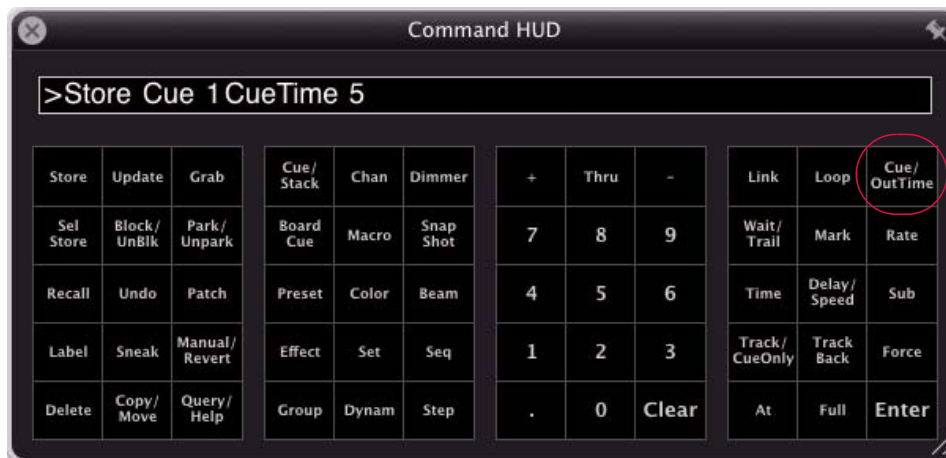 Command HUD
>Store Cue 1CueTime 5
Store Update Grab Cue/ Stack Chan Dimmer + Thru - Link Loop Cue/ OutTime
Sel Store Block/ UnBlk Park/ Unpark Board Cue Macro Snap Shot 7 8 9 Wait/ Trail Mark Rate
Recall Undo Patch Preset Color Beam 4 5 6 Time Delay/ Speed Sub
Label Sneak Manual/ Revert Effect Set Seq 1 2 3 Track/ CueOnly Track Back Force
Delete Copy/ Move Query/ Help Group Dynam Step . 0 Clear At Full Enter